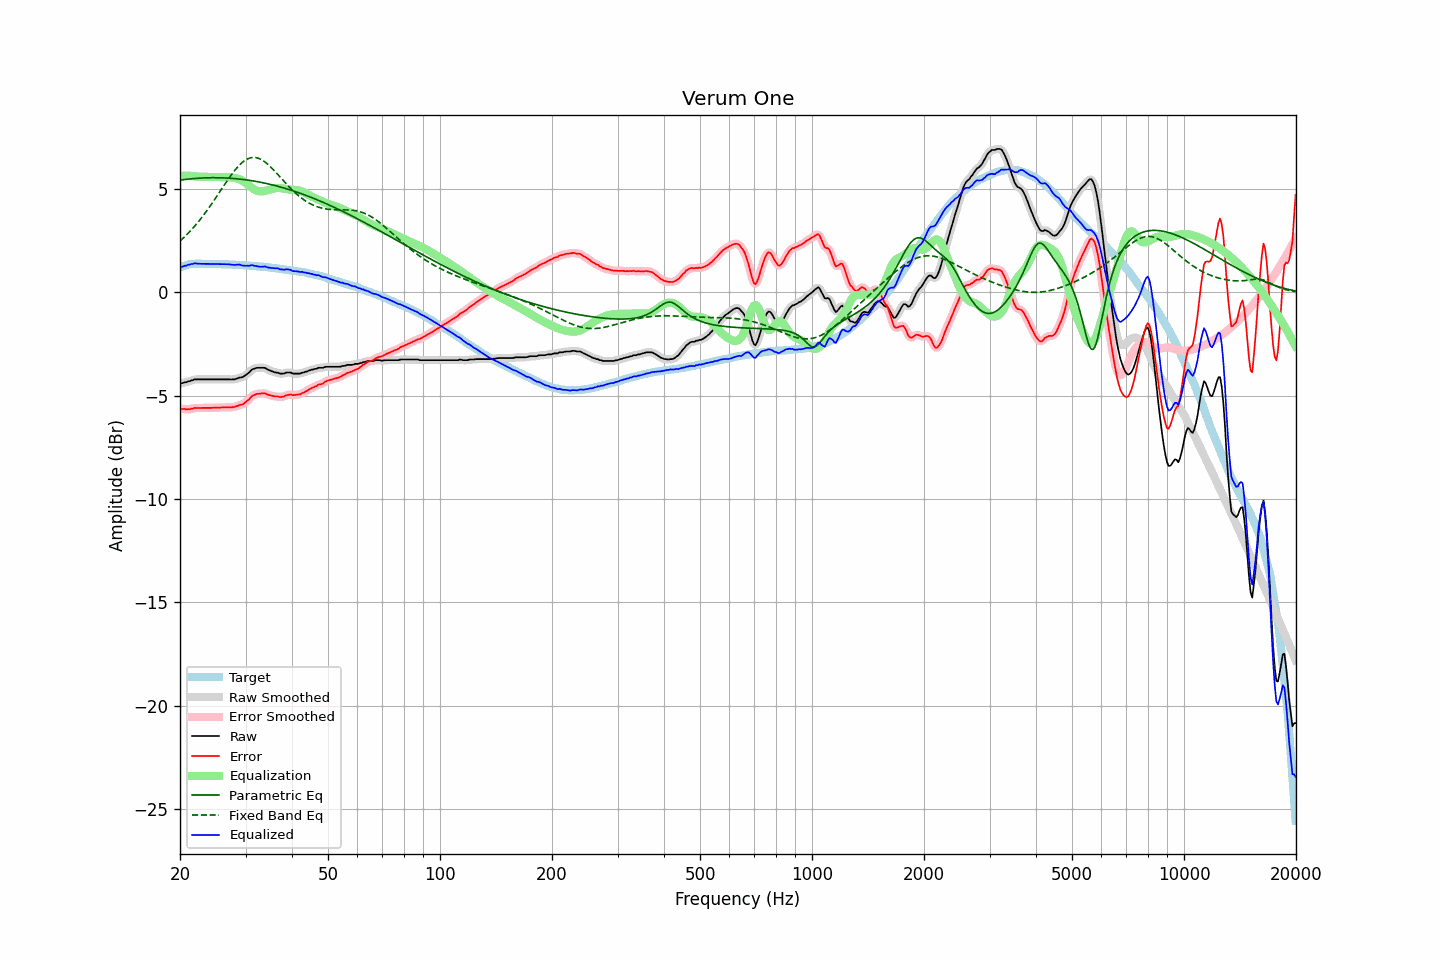 Verum One
Amplitude (dBr)
5
0
−5
−10
−15
−20
−25
Target
Raw Smoothed
Error Smoothed
Raw
Error
Equalization
Parametric Eq
Fixed Band Eq
Equalized
20 50 100 200 500 1000 2000 5000 10000 20000
Frequency (Hz)